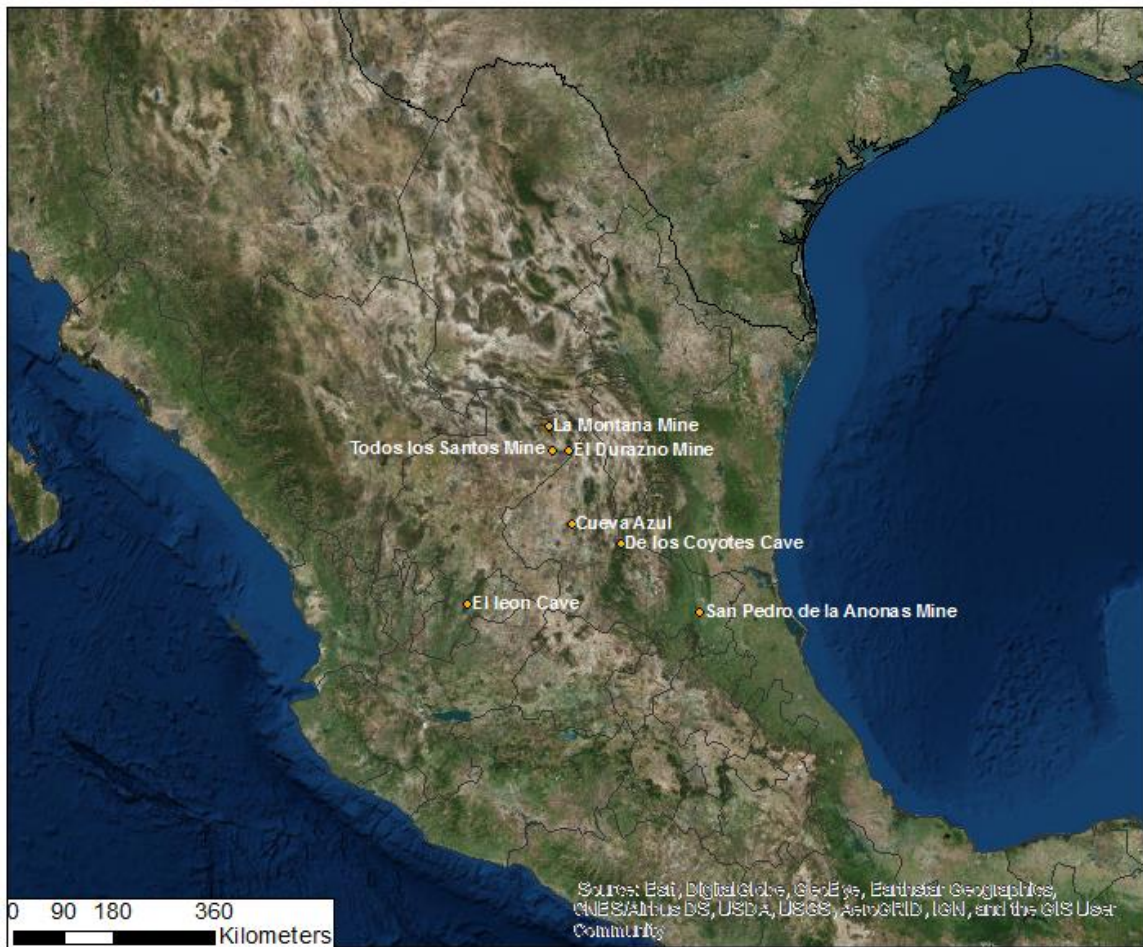 La Montana Mine
Todos los Santos Mine
El Durazno Mine
Cueva Azul
De los Coyotes Cave
El leon Cave
San Pedro de la Anonas Mine
0 90 180 360
Kilometers
Source: Esri, DigitalGlobe, GeoEye, Earthstar Geographics,
CNES/Airbus DS, USDA, USGS, AeroGRID, IGN, and the GIS User
Community